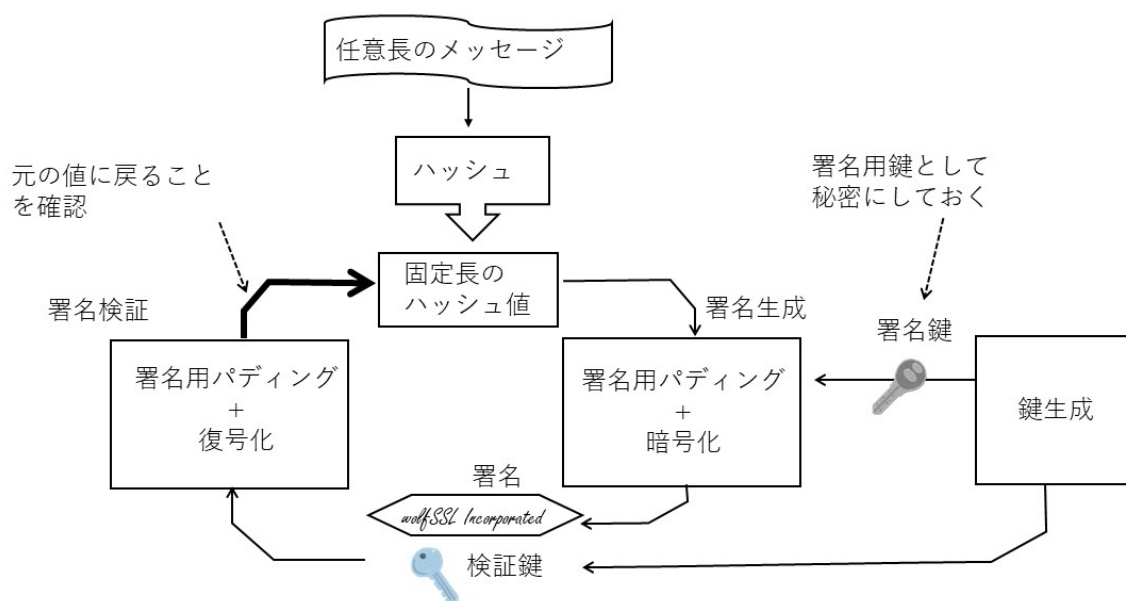 任意長のメッセージ
ハッシュ
元の値に戻ること
を確認
署名用鍵として
秘密にしておく
固定長の
ハッシュ値
署名検証
署名生成
署名鍵
署名用パディング
+
復号化
署名用パディング
+
暗号化
鍵生成
署名
wolfSSL Incorporated
検証鍵